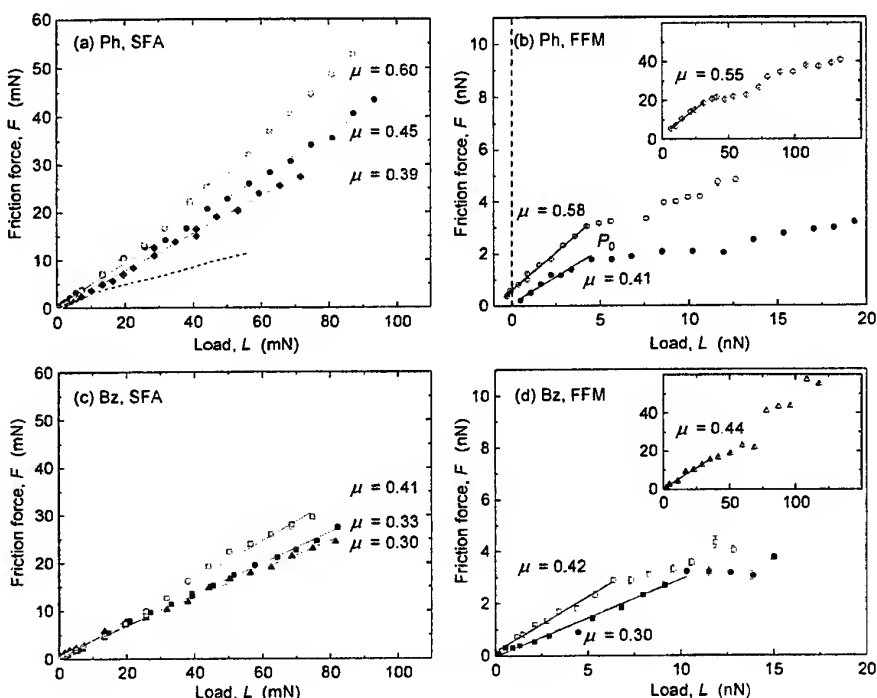 (a) Ph, SFA
μ = 0.60
μ = 0.45
μ = 0.39
60
50
40
30
20
10
0
0 20 40 60 80 100
Friction force, F (mN)
Load, L (mN)
(b) Ph, FFM
μ = 0.55
40
20
0
0 50 100
μ = 0.58
P0
μ = 0.41
10
8
6
4
2
0
0 5 10 15 20
Friction force, F (nN)
Load, L (nN)
(c) Bz, SFA
μ = 0.41
μ = 0.33
μ = 0.30
60
50
40
30
20
10
0
0 20 40 60 80 100
Friction force, F (mN)
Load, L (mN)
(d) Bz, FFM
μ = 0.44
40
20
0
0 50 100
μ = 0.42
μ = 0.30
10
8
6
4
2
0
0 5 10 15 20
Friction force, F (nN)
Load, L (nN)